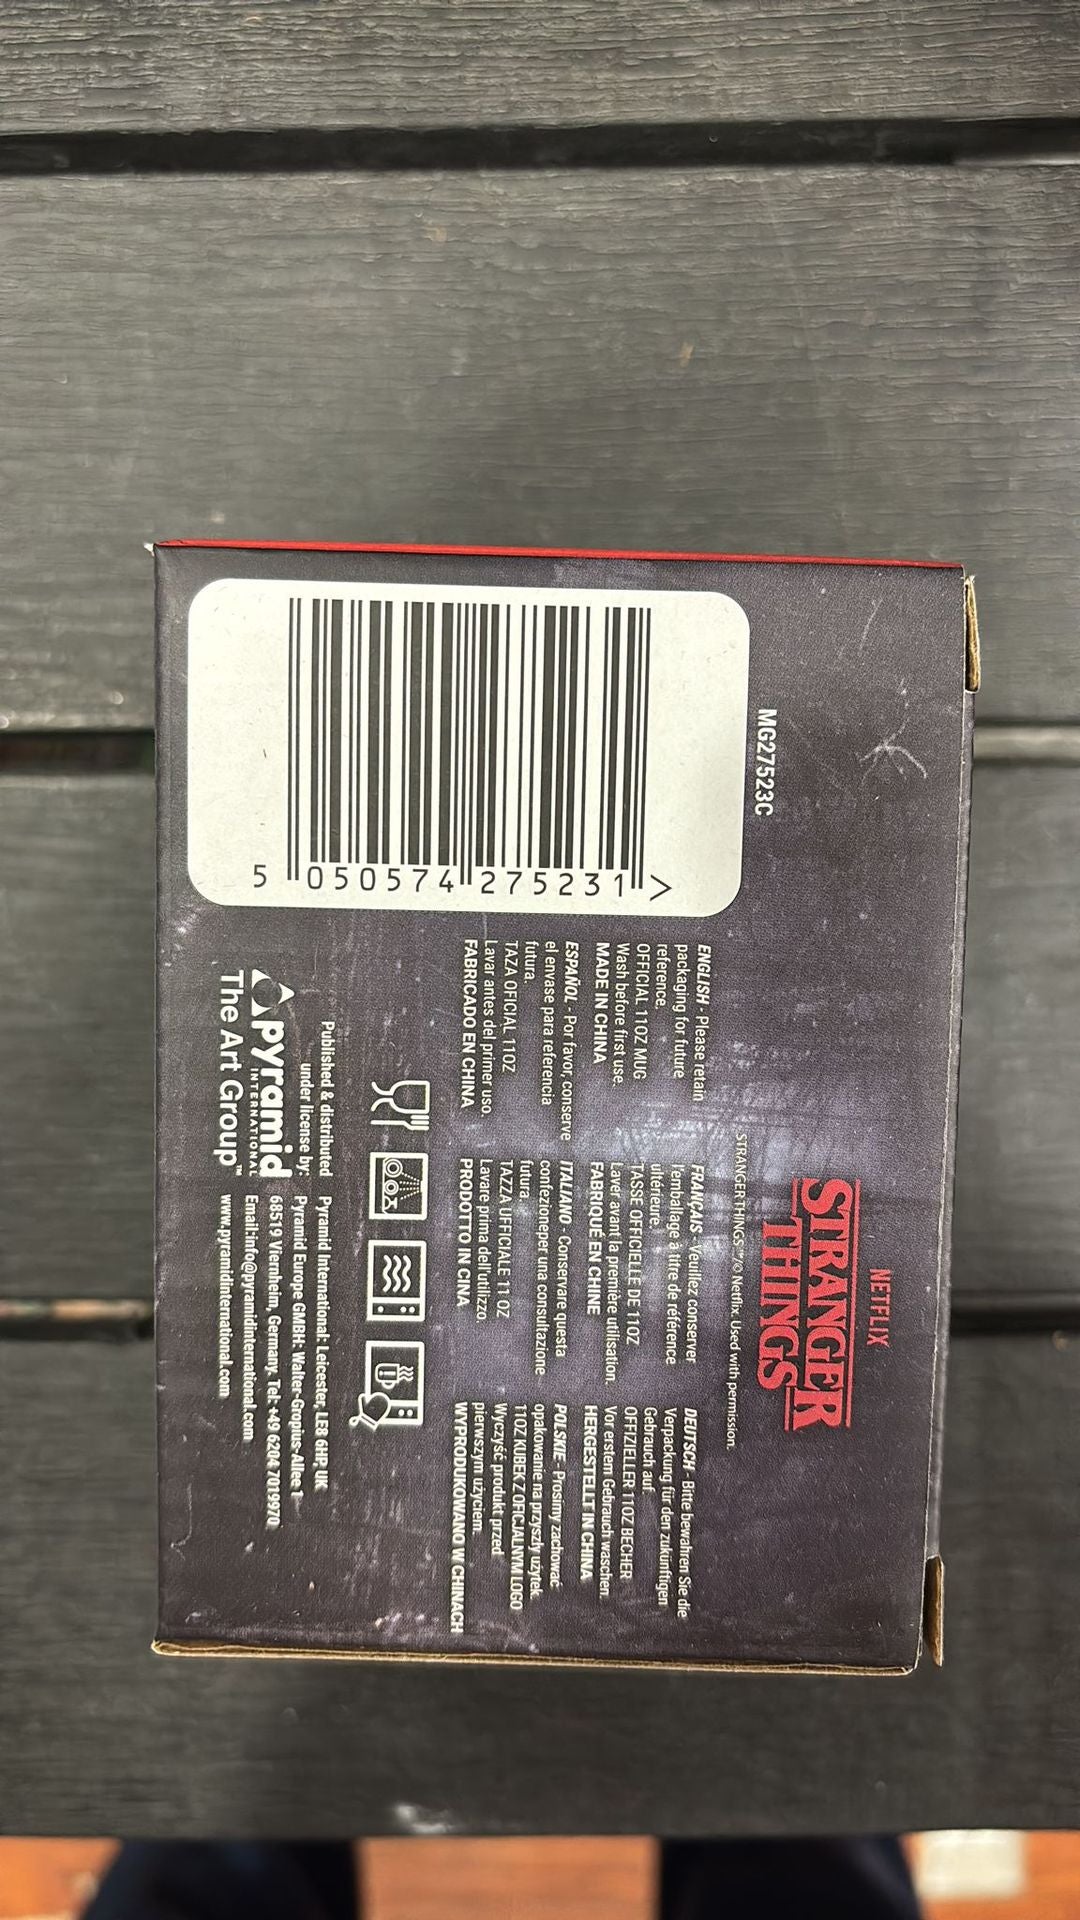 NETFLIX
STRANGER
THINGS
STRANGER THINGS™/© Netflix. Used with permission.
MG27523C
5 050574 275231 >
ENGLISH - Please retain
packaging for future
reference.
OFFICIAL 11OZ MUG
Wash before first use.
MADE IN CHINA
FRANÇAIS - Veuillez conserver
l'emballage à titre de référence
ultérieure.
TASSE OFFICIELLE DE 11OZ
Laver avant la première utilisation.
FABRIQUÉ EN CHINE
DEUTSCH - Bitte bewahren Sie die
Verpackung für den zukünftigen
Gebrauch auf.
OFFIZIELLER 11OZ BECHER
Vor erstem Gebrauch waschen.
HERGESTELLT IN CHINA
ESPAÑOL - Por favor, conserve
el envase para referencia
futura.
TAZA OFICIAL 11OZ
Lavar antes del primer uso.
FABRICADO EN CHINA
ITALIANO - Conservare questa
confezioneper una consultazione
futura.
TAZZA UFFICIALE 11 OZ
Lavare prima dell'utilizzo.
PRODOTTO IN CINA
POLSKIE - Prosimy zachować
opakowanie na przyszły użytek.
11OZ KUBEK Z OFICJALNYM LOGO
Wyczyść produkt przed
pierwszym użyciem.
WYPRODUKOWANO W CHINACH
Published & distributed
under license by:
pyramid
INTERNATIONAL
The Art Group™
Pyramid International: Leicester, LE8 6HP, UK
Pyramid Europe GMBH: Walter-Gropius-Allee 1
68519 Viernheim, Germany, Tel: +49 6204 7019970
Email:info@pyramidinternational.com
www.pyramidinternational.com